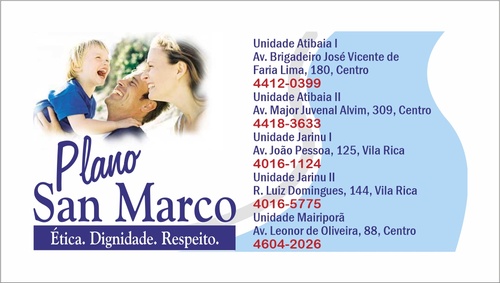 Plano
San Marco
Ética. Dignidade. Respeito.
Unidade Atibaia I
Av. Brigadeiro José Vicente de
Faria Lima, 180, Centro
4412-0399
Unidade Atibaia II
Av. Major Juvenal Alvim, 309, Centro
4418-3633
Unidade Jarinu I
Av. João Pessoa, 125, Vila Rica
4016-1124
Unidade Jarinu II
R. Luiz Domingues, 144, Vila Rica
4016-5775
Unidade Mairiporã
Av. Leonor de Oliveira, 88, Centro
4604-2026